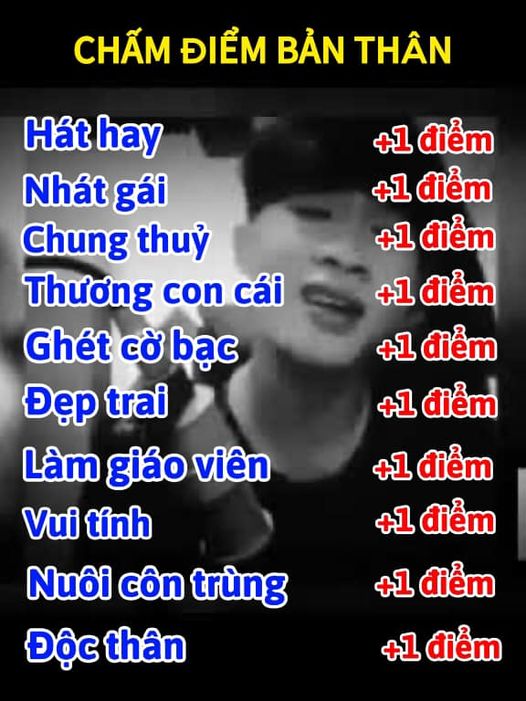 CHẤM ĐIỂM BẢN THÂN
Hát hay +1 điểm
Nhát gái +1 điểm
Chung thuỷ +1 điểm
Thương con cái +1 điểm
Ghét cờ bạc +1 điểm
Đẹp trai +1 điểm
Làm giáo viên +1 điểm
Vui tính +1 điểm
Nuôi côn trùng +1 điểm
Độc thân +1 điểm